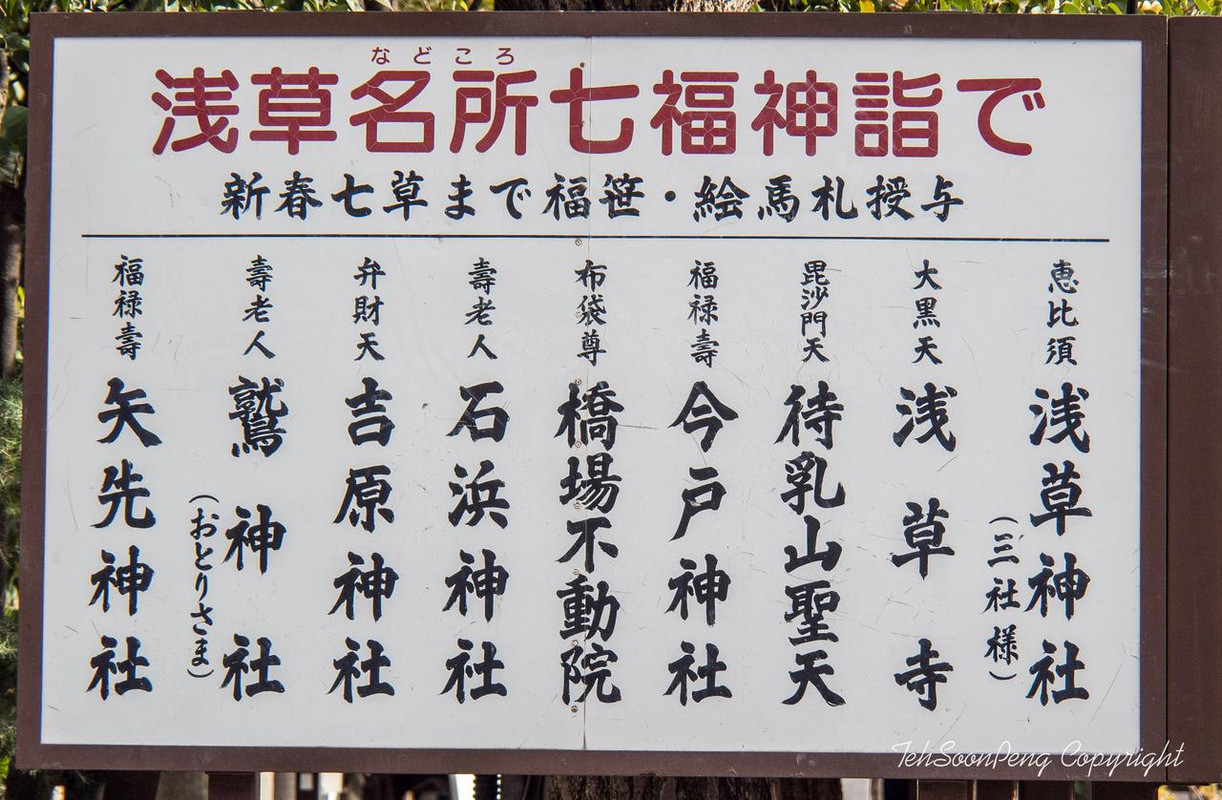 などころ
浅草名所七福神詣で
新春七草まで福笹・絵馬札授与
恵比須 浅草神社
(三社様)
大黒天 浅草寺
毘沙門天 待乳山聖天
福禄壽 今戸神社
布袋尊 橋場不動院
壽老人 石浜神社
弁財天 吉原神社
壽老人 鷲神社
(おとりさま)
福禄壽 矢先神社
TehSoonPeng Copyright